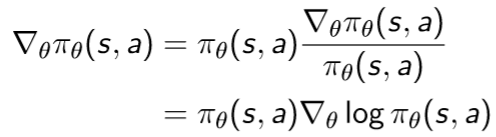 ∇θπθ(s, a) = πθ(s, a) ∇θπθ(s, a) / πθ(s, a)
= πθ(s, a)∇θ log πθ(s, a)